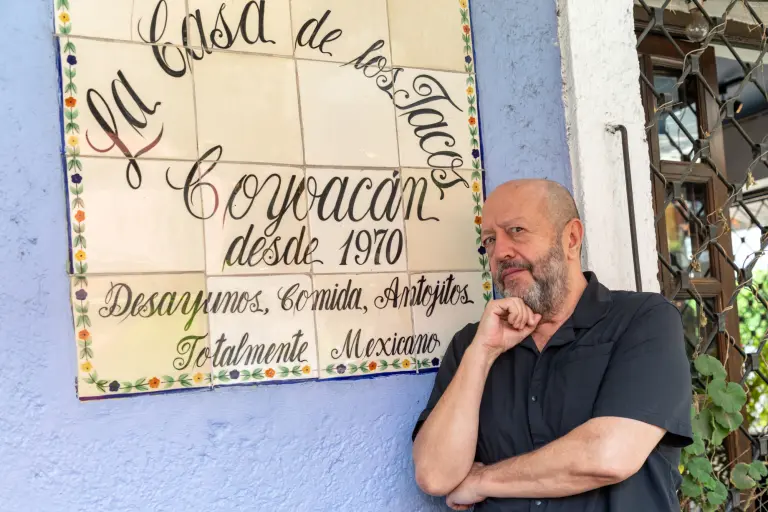 La Casa de los Tacos
Coyoacán
desde 1970
Desayunos, Comida, Antojitos
Totalmente Mexicano